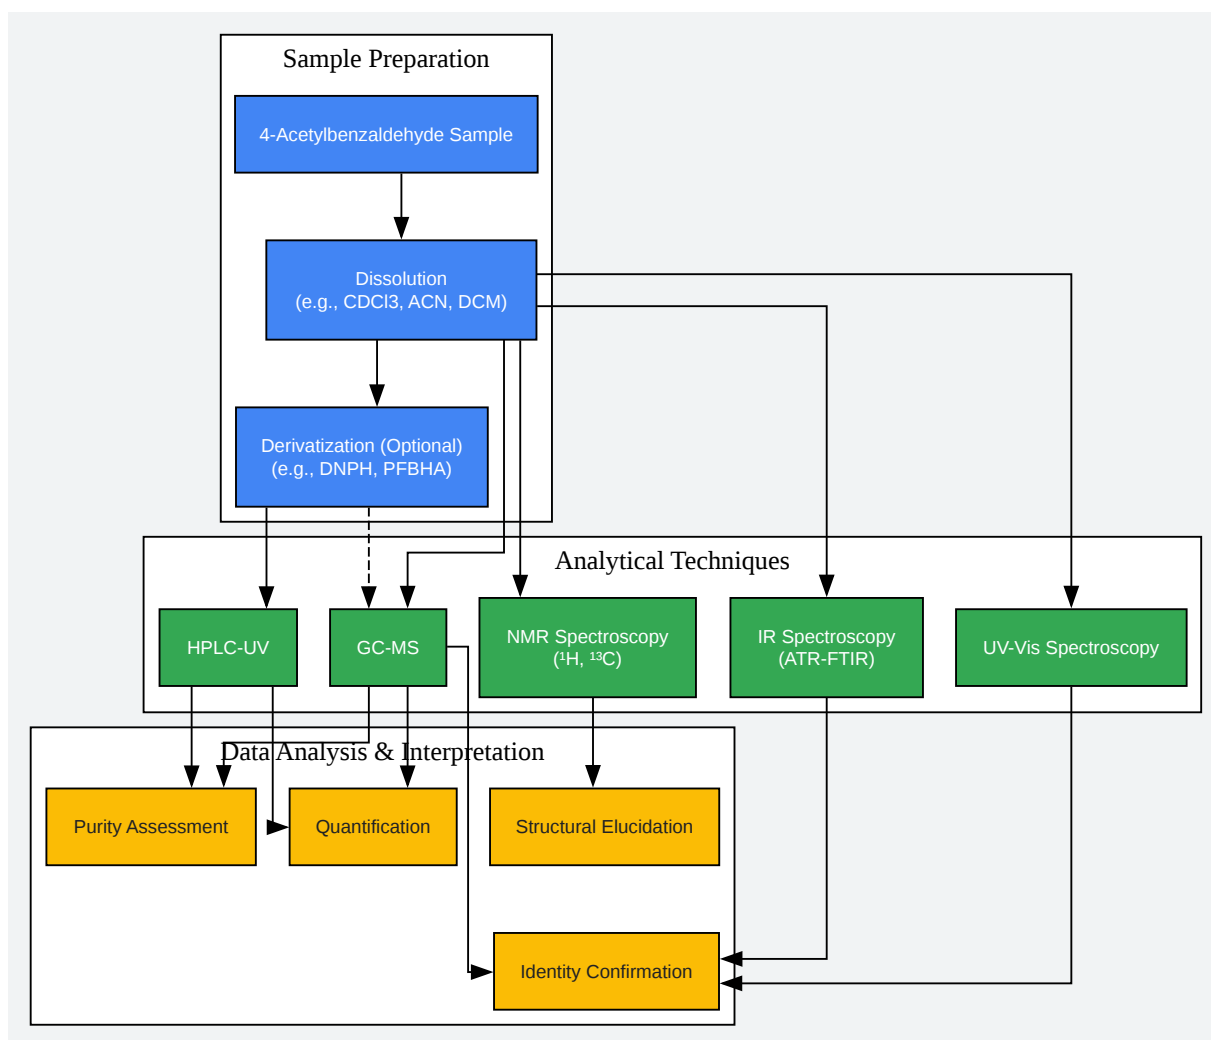 Sample Preparation
4-Acetylbenzaldehyde Sample
Dissolution
(e.g., CDCl3, ACN, DCM)
Derivatization (Optional)
(e.g., DNPH, PFBHA)
Analytical Techniques
HPLC-UV
GC-MS
NMR Spectroscopy
(¹H, ¹³C)
IR Spectroscopy
(ATR-FTIR)
UV-Vis Spectroscopy
Data Analysis & Interpretation
Purity Assessment
Quantification
Structural Elucidation
Identity Confirmation